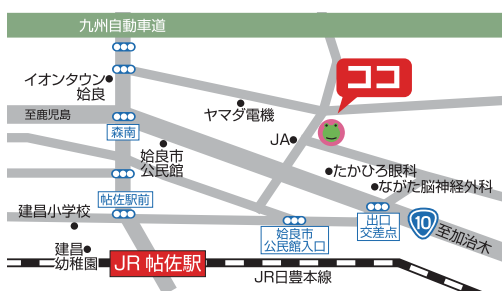 九州自動車道
イオンタウン
姶良
ココ
ヤマダ電機
至鹿児島
森南
JA
姶良市
公民館
たかひろ眼科
ながた脳神経外科
帖佐駅前
建昌小学校
出口
交差点
10
至加治木
姶良市
公民館入口
建昌
幼稚園
JR 帖佐駅
JR日豊本線